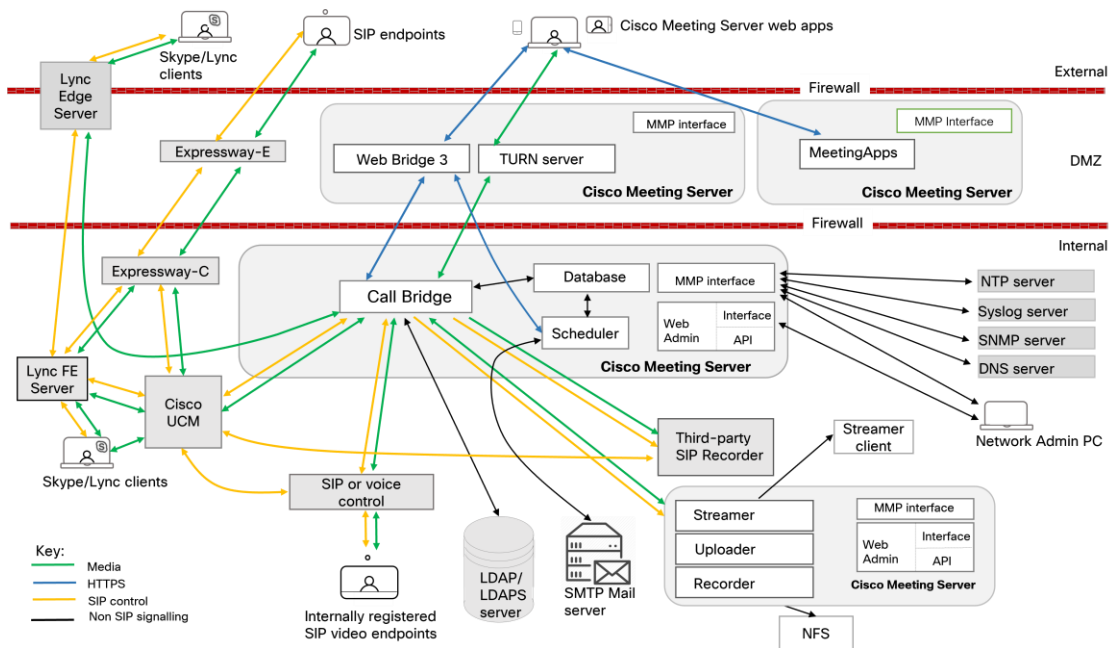 SIP endpoints
Cisco Meeting Server web apps
Skype/Lync
clients
External
Firewall
Lync
Edge
Server
MMP interface
MMP Interface
Expressway-E
Web Bridge 3
TURN server
MeetingApps
DMZ
Cisco Meeting Server
Cisco Meeting Server
Firewall
Internal
Expressway-C
Database
MMP interface
NTP server
Call Bridge
Syslog server
Web
Admin
Interface
API
Scheduler
SNMP server
Cisco Meeting Server
DNS server
Lync FE
Server
Cisco
UCM
Network Admin PC
Third-party
SIP Recorder
Streamer
client
Skype/Lync clients
SIP or voice
control
Streamer
MMP interface
Uploader
Web
Admin
Interface
API
Recorder
Cisco Meeting Server
Key:
Media
HTTPS
SIP control
Non SIP signalling
LDAP/
LDAPS
server
SMTP Mail
server
Internally registered
SIP video endpoints
NFS